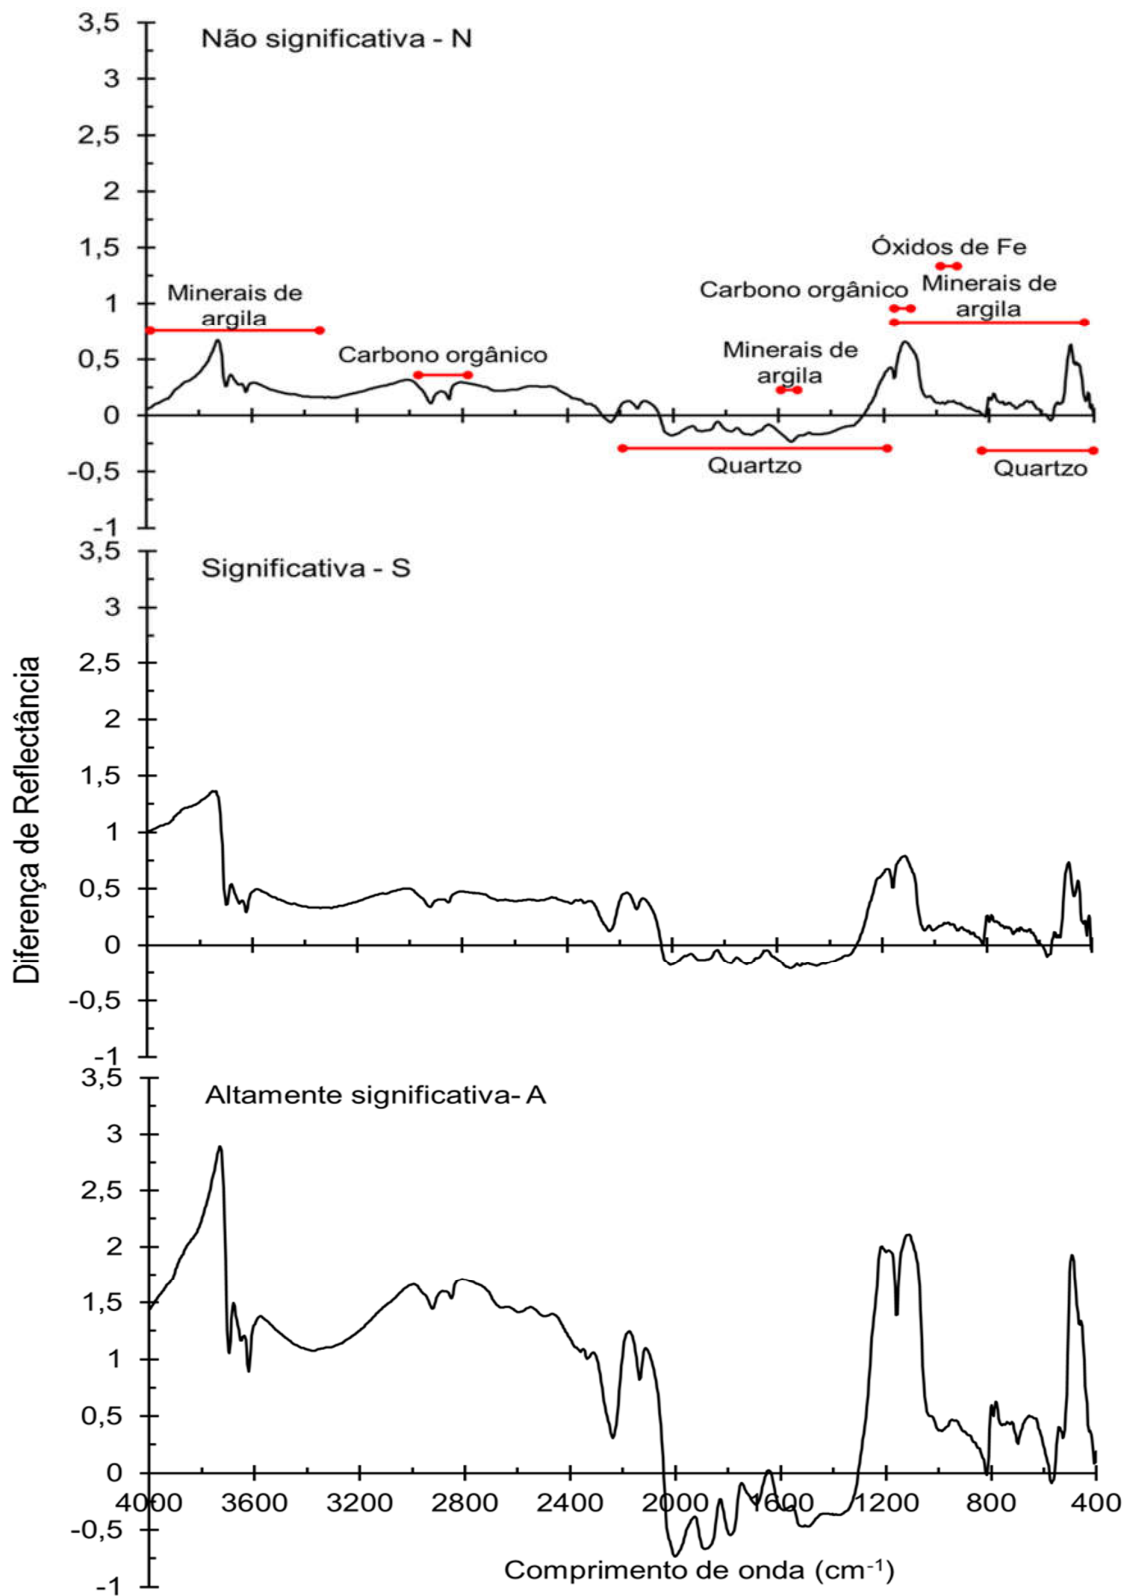 3,5
Não significativa - N
3
2,5
2
1,5
Óxidos de Fe
1
Minerais de
argila
Carbono orgânico
Minerais de
argila
0,5
Carbono orgânico
Minerais de
argila
0
-0,5
Quartzo
Quartzo
-1
3,5
Significativa - S
3
2,5
2
1,5
1
0,5
0
-0,5
-1
Diferença de Reflectância
3,5
Altamente significativa- A
3
2,5
2
1,5
1
0,5
0
4000 3600 3200 2800 2400 2000 1600 1200 800 400
-0,5
-1
Comprimento de onda (cm⁻¹)